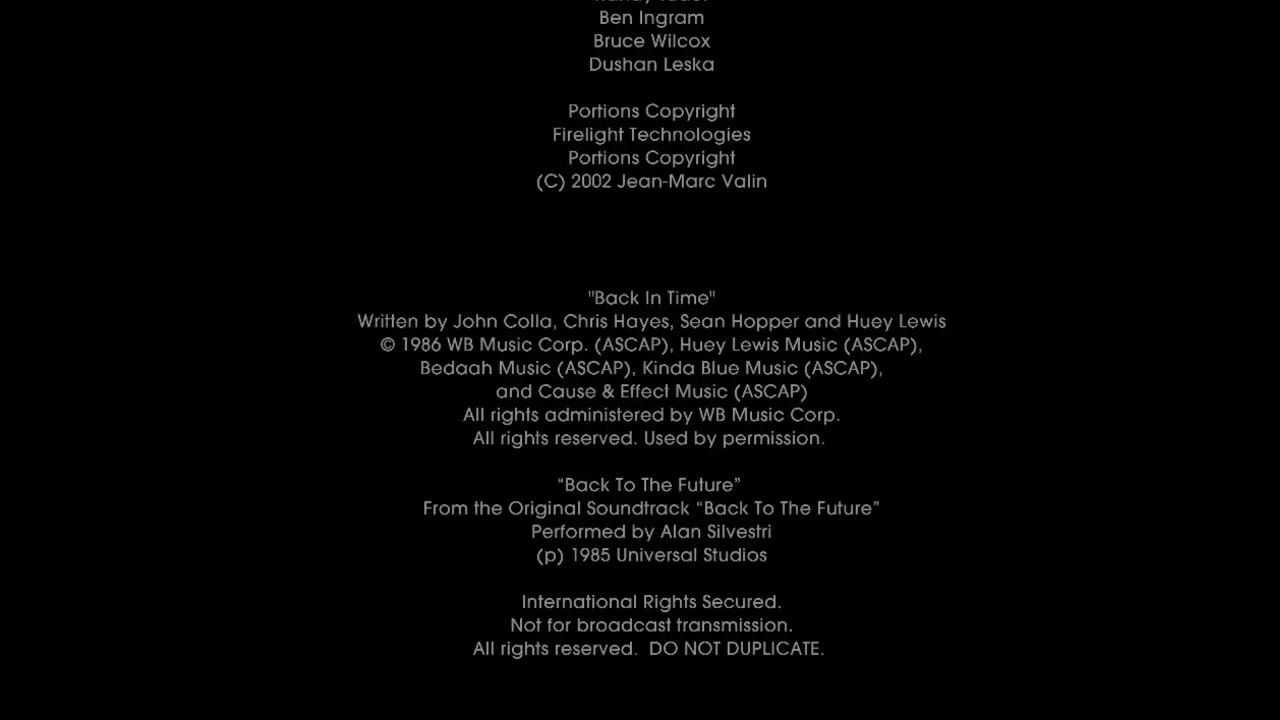 Ben Ingram
Bruce Wilcox
Dushan Leska
Portions Copyright
Firelight Technologies
Portions Copyright
(C) 2002 Jean-Marc Valin
"Back In Time"
Written by John Colla, Chris Hayes, Sean Hopper and Huey Lewis
© 1986 WB Music Corp. (ASCAP), Huey Lewis Music (ASCAP),
Bedaah Music (ASCAP), Kinda Blue Music (ASCAP),
and Cause & Effect Music (ASCAP)
All rights administered by WB Music Corp.
All rights reserved. Used by permission.
“Back To The Future”
From the Original Soundtrack “Back To The Future”
Performed by Alan Silvestri
(p) 1985 Universal Studios
International Rights Secured.
Not for broadcast transmission.
All rights reserved.  DO NOT DUPLICATE.